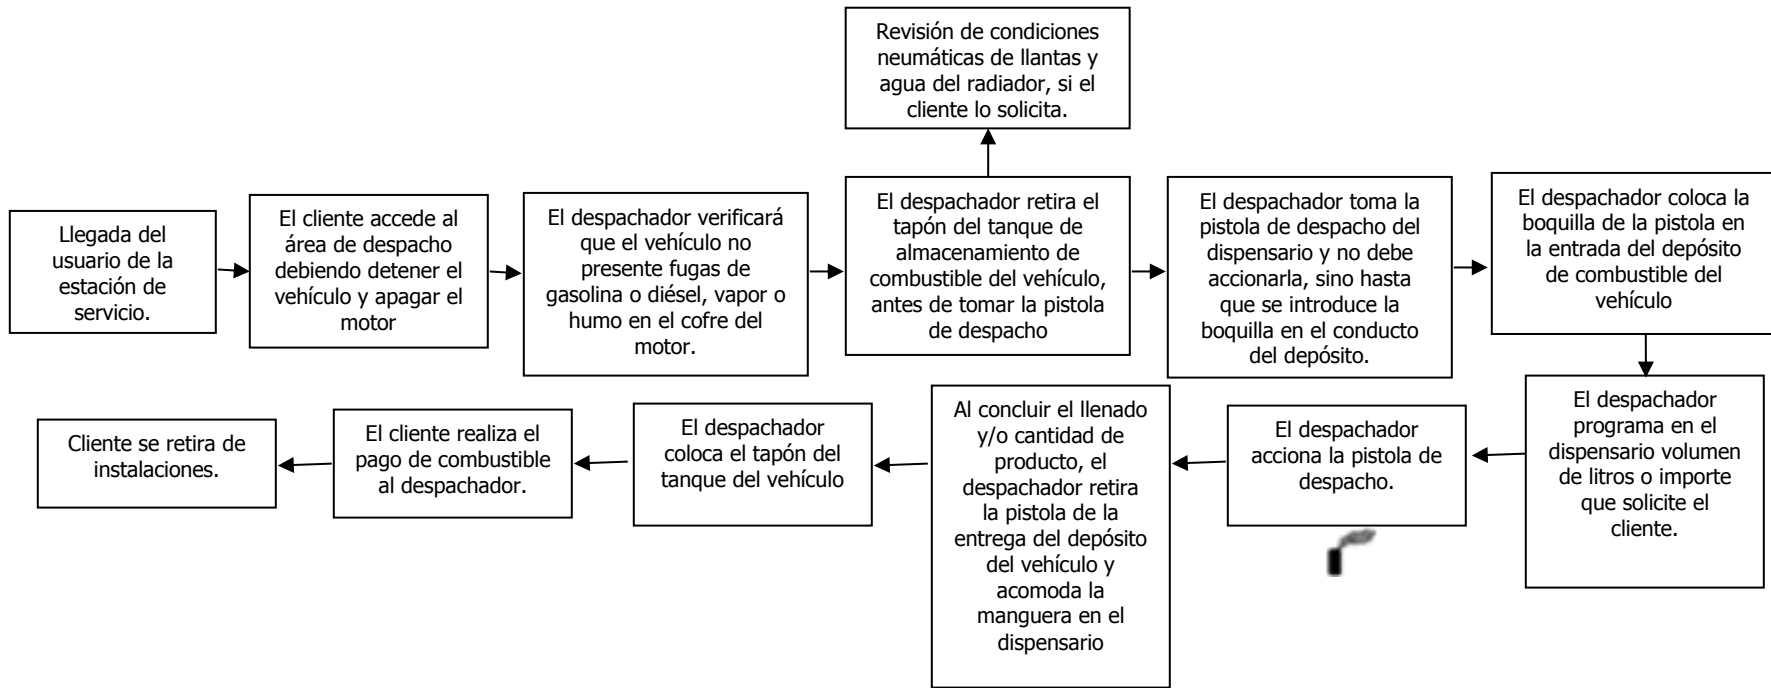 Revisión de condiciones
neumáticas de llantas y
agua del radiador, si el
cliente lo solicita.
Llegada del
usuario de la
estación de
servicio.
El cliente accede al
área de despacho
debiendo detener el
vehículo y apagar el
motor
El despachador verificará
que el vehículo no
presente fugas de
gasolina o diésel, vapor o
humo en el cofre del
motor.
El despachador retira el
tapón del tanque de
almacenamiento de
combustible del vehículo,
antes de tomar la pistola
de despacho
El despachador toma la
pistola de despacho del
dispensario y no debe
accionarla, sino hasta
que se introduce la
boquilla en el conducto
del depósito.
El despachador coloca la
boquilla de la pistola en
la entrada del depósito
de combustible del
vehículo
El despachador
programa en el
dispensario volumen
de litros o importe
que solicite el
cliente.
El despachador
acciona la pistola de
despacho.
Al concluir el llenado
y/o cantidad de
producto, el
despachador retira
la pistola de la
entrega del depósito
del vehículo y
acomoda la
manguera en el
dispensario
El despachador
coloca el tapón del
tanque del vehículo
El cliente realiza el
pago de combustible
al despachador.
Cliente se retira de
instalaciones.